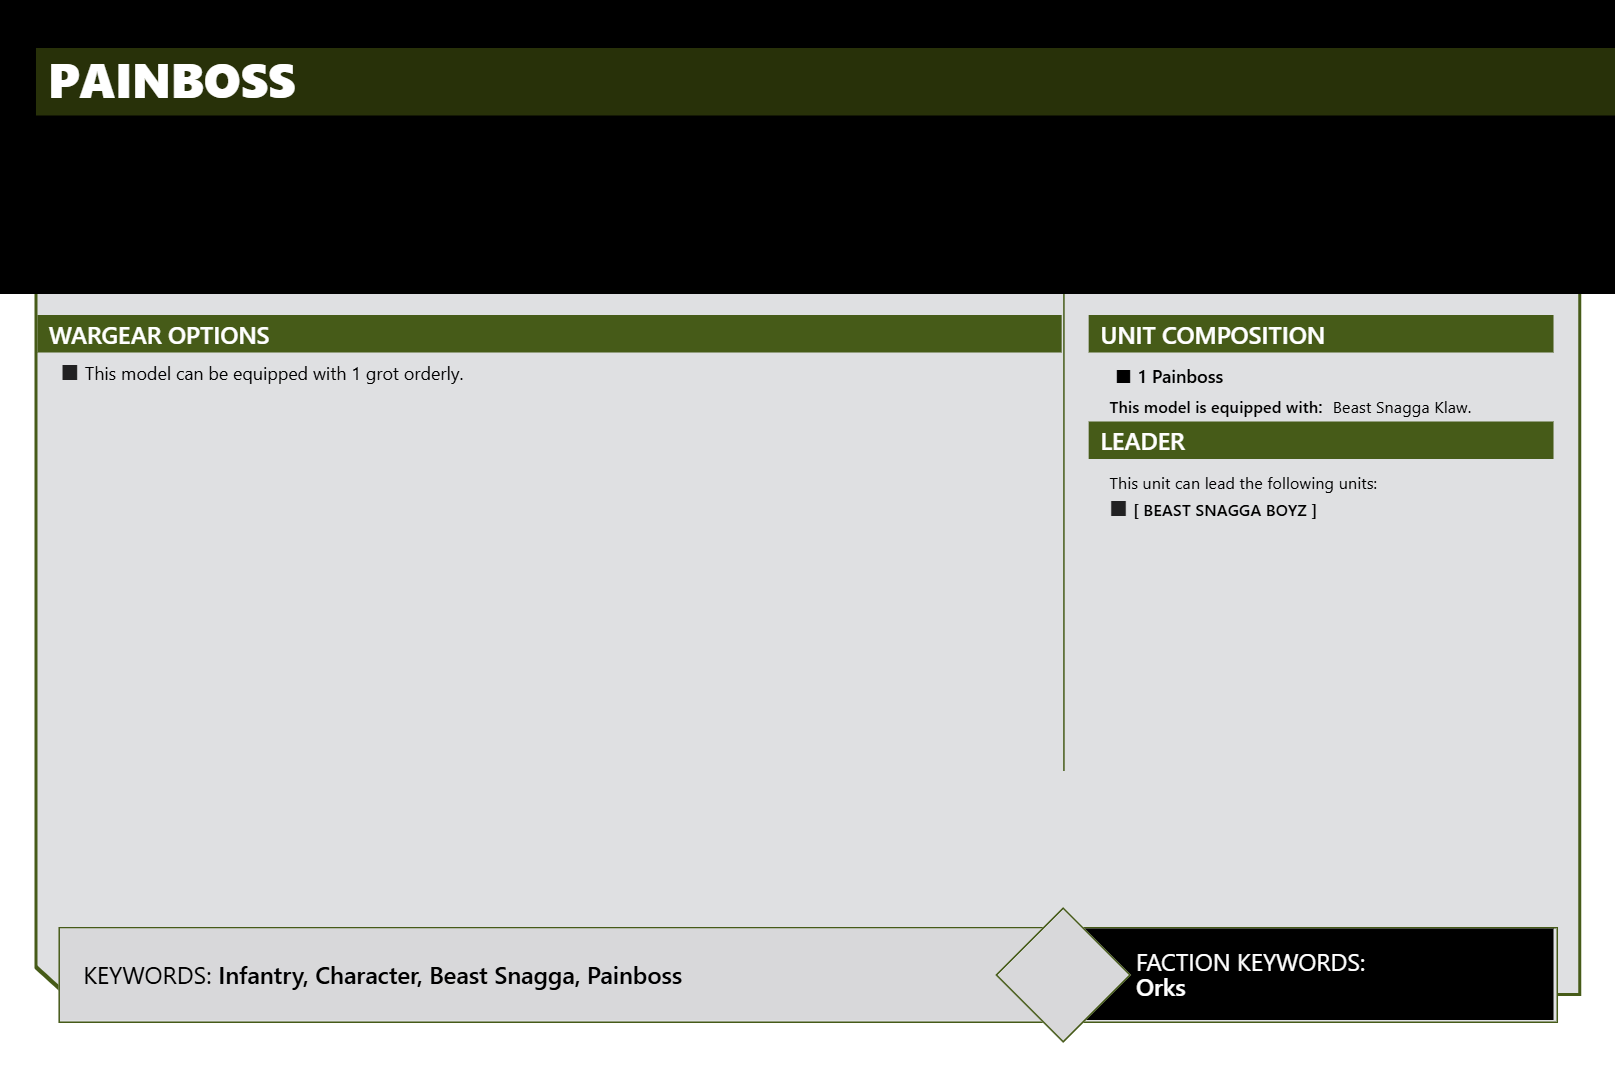 PAINBOSS
WARGEAR OPTIONS
This model can be equipped with 1 grot orderly.
UNIT COMPOSITION
1 Painboss
This model is equipped with: Beast Snagga Klaw.
LEADER
This unit can lead the following units:
[ BEAST SNAGGA BOYZ ]
KEYWORDS: Infantry, Character, Beast Snagga, Painboss
FACTION KEYWORDS:
Orks